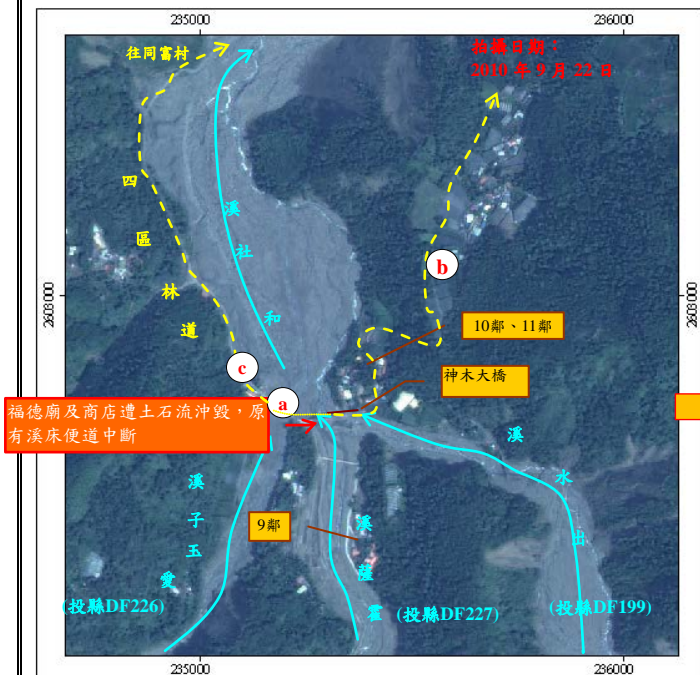 235000
236000
往同富村
拍攝日期：
2010 年 9 月 22 日
四區林道
溪社和
b
2603000
2603000
10鄰、11鄰
神木大橋
c
a
福德廟及商店遭土石流沖毀，原
有溪床便道中斷
溪水出
溪子玉愛
9鄰
溪薩霍
(投縣DF226)
(投縣DF227)
(投縣DF199)
235000
236000